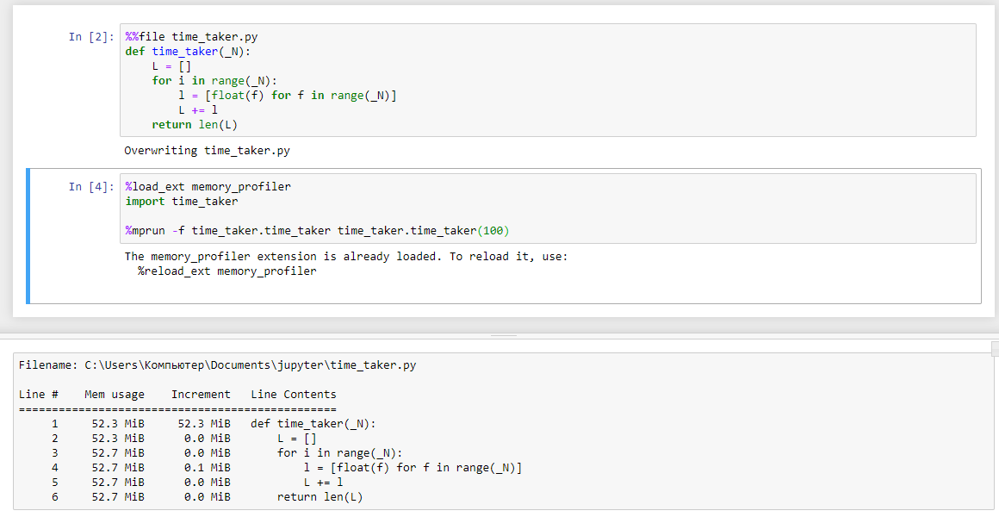 In [2]: %%file time_taker.py
def time_taker(_N):
    L = []
    for i in range(_N):
        l = [float(f) for f in range(_N)]
        L += l
    return len(L)
Overwriting time_taker.py
In [4]: %load_ext memory_profiler
import time_taker
%mprun -f time_taker.time_taker time_taker.time_taker(100)
The memory_profiler extension is already loaded. To reload it, use:
  %reload_ext memory_profiler
Filename: C:\Users\Компьютер\Documents\jupyter\time_taker.py
Line #    Mem usage    Increment   Line Contents
================================================
     1     52.3 MiB     52.3 MiB   def time_taker(_N):
     2     52.3 MiB      0.0 MiB       L = []
     3     52.7 MiB      0.0 MiB       for i in range(_N):
     4     52.7 MiB      0.1 MiB           l = [float(f) for f in range(_N)]
     5     52.7 MiB      0.0 MiB           L += l
     6     52.7 MiB      0.0 MiB       return len(L)